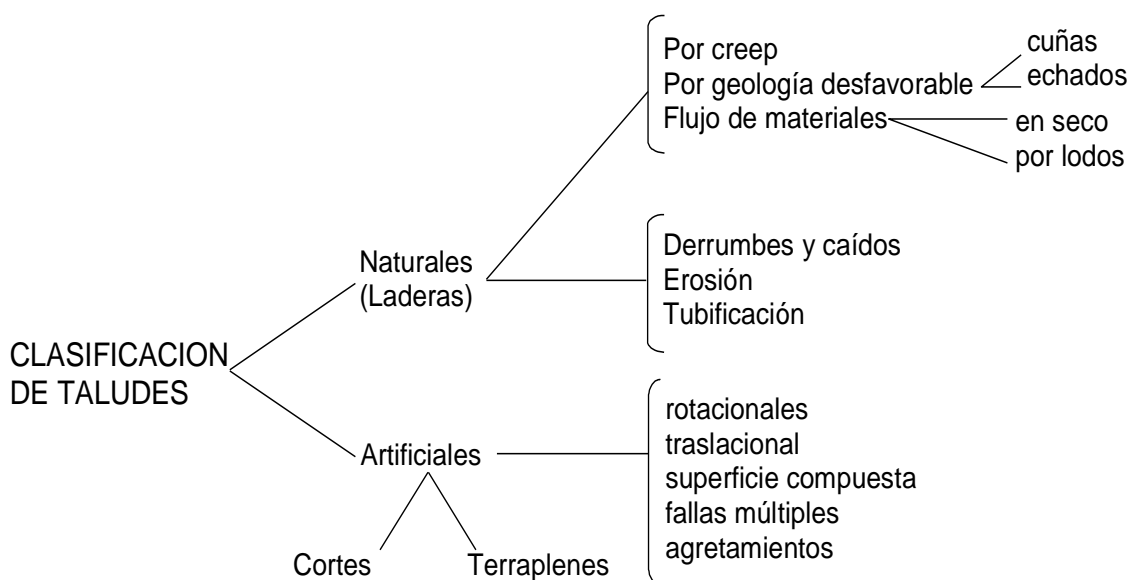 Por creep
Por geología desfavorable
Flujo de materiales
cuñas
echados
en seco
por lodos
Naturales
(Laderas)
Derrumbes y caídos
Erosión
Tubificación
CLASIFICACION
DE TALUDES
Artificiales
rotacionales
traslacional
superficie compuesta
fallas múltiples
agretamientos
Cortes
Terraplenes